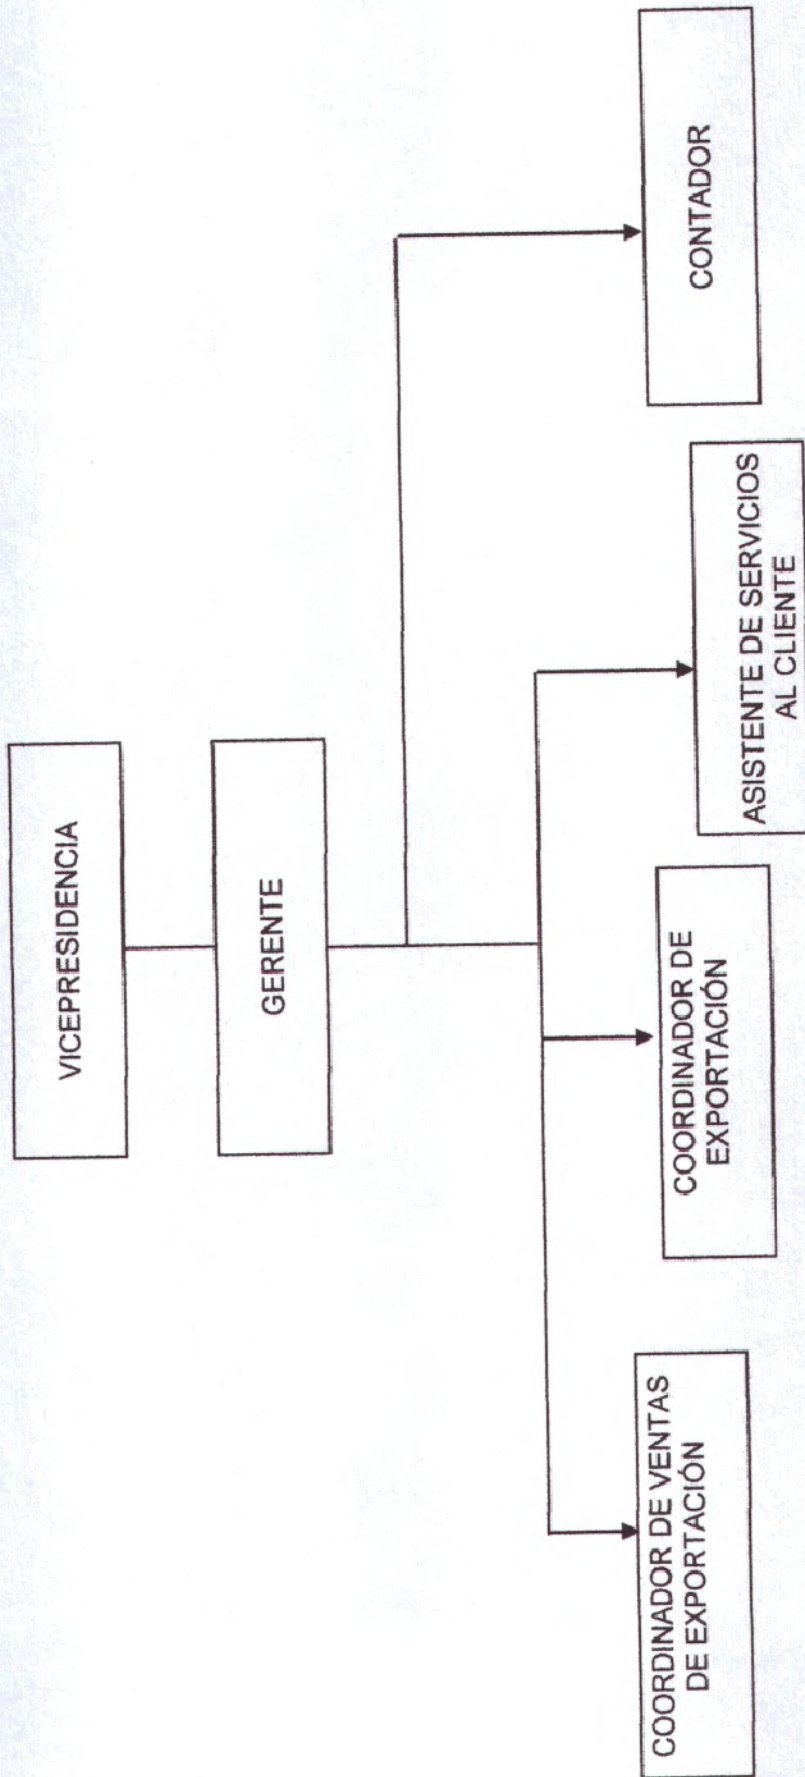 VICEPRESIDENCIA
GERENTE
COORDINADOR DE VENTAS
DE EXPORTACIÓN
COORDINADOR DE
EXPORTACIÓN
ASISTENTE DE SERVICIOS
AL CLIENTE
CONTADOR